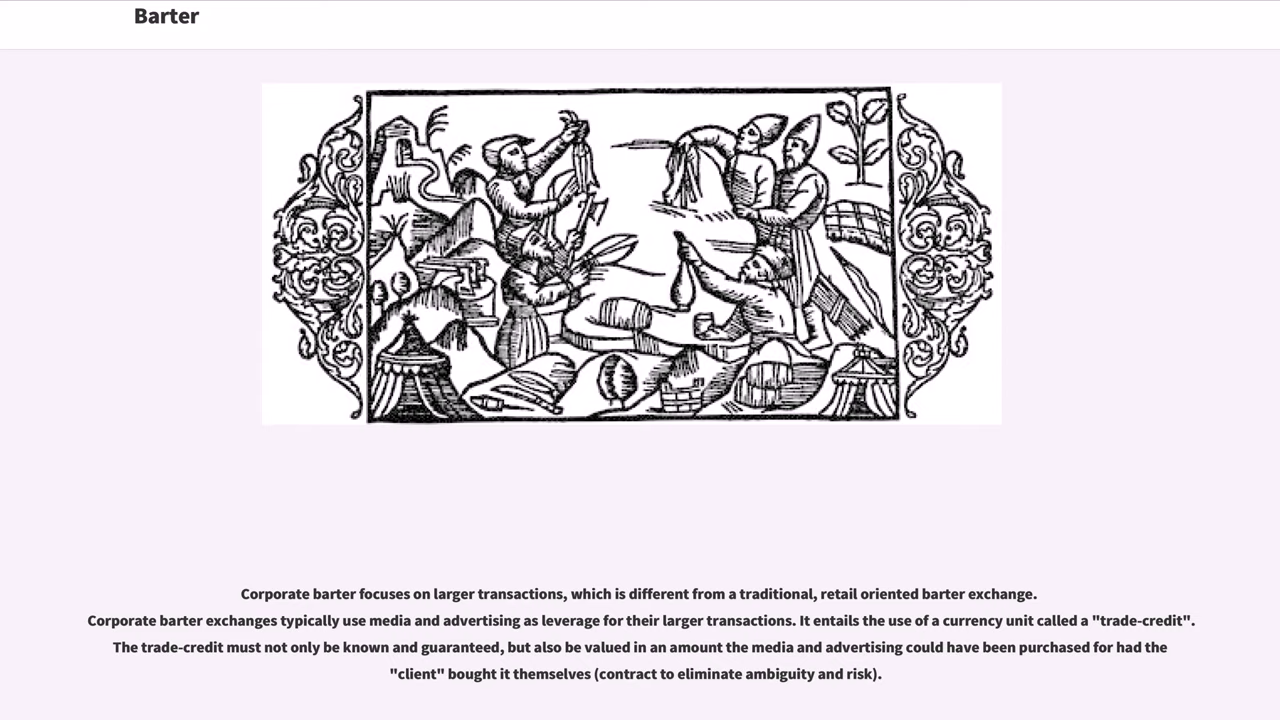 Barter
Corporate barter focuses on larger transactions, which is different from a traditional, retail oriented barter exchange.
Corporate barter exchanges typically use media and advertising as leverage for their larger transactions. It entails the use of a currency unit called a "trade-credit".
The trade-credit must not only be known and guaranteed, but also be valued in an amount the media and advertising could have been purchased for had the
"client" bought it themselves (contract to eliminate ambiguity and risk).